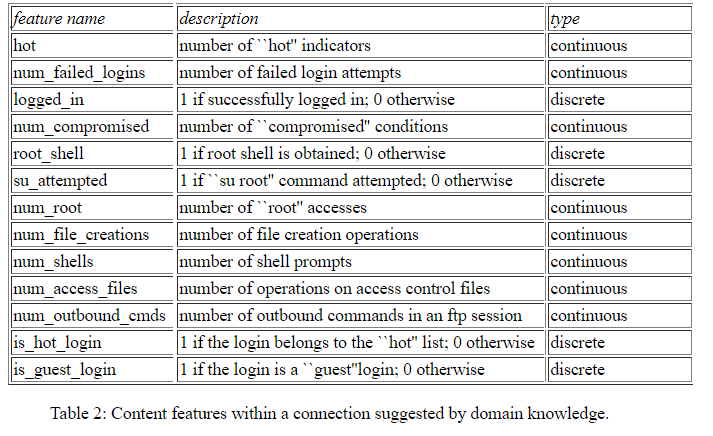 feature name description type
hot number of ``hot'' indicators continuous
num_failed_logins number of failed login attempts continuous
logged_in 1 if successfully logged in; 0 otherwise discrete
num_compromised number of ``compromised'' conditions continuous
root_shell 1 if root shell is obtained; 0 otherwise discrete
su_attempted 1 if ``su root'' command attempted; 0 otherwise discrete
num_root number of ``root'' accesses continuous
num_file_creations number of file creation operations continuous
num_shells number of shell prompts continuous
num_access_files number of operations on access control files continuous
num_outbound_cmds number of outbound commands in an ftp session continuous
is_hot_login 1 if the login belongs to the ``hot'' list; 0 otherwise discrete
is_guest_login 1 if the login is a ``guest''login; 0 otherwise discrete
Table 2: Content features within a connection suggested by domain knowledge.